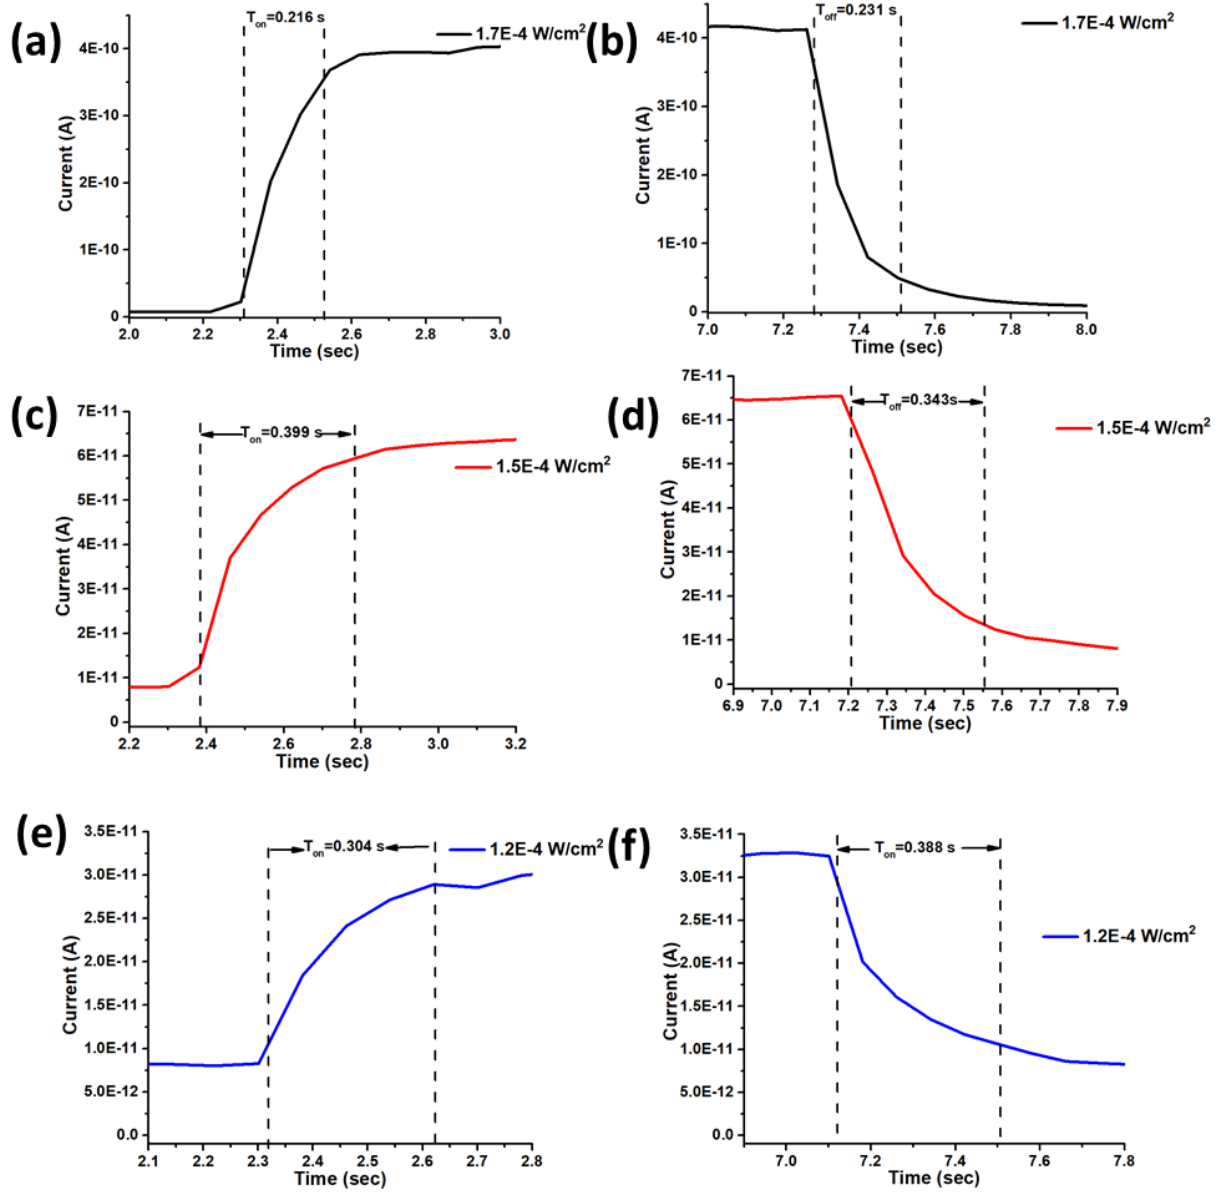 (a)
Ton=0.216 s
1.7E-4 W/cm²
4E-10
3E-10
2E-10
1E-10
0
Current (A)
2.0 2.2 2.4 2.6 2.8 3.0
Time (sec)
(b)
Toff=0.231 s
1.7E-4 W/cm²
4E-10
3E-10
2E-10
1E-10
0
Current (A)
7.0 7.2 7.4 7.6 7.8 8.0
Time (sec)
(c)
Ton=0.399 s
1.5E-4 W/cm²
7E-11
6E-11
5E-11
4E-11
3E-11
2E-11
1E-11
0
Current (A)
2.2 2.4 2.6 2.8 3.0 3.2
Time (sec)
(d)
Toff=0.343s
1.5E-4 W/cm²
7E-11
6E-11
5E-11
4E-11
3E-11
2E-11
1E-11
0
Current (A)
6.9 7.0 7.1 7.2 7.3 7.4 7.5 7.6 7.7 7.8 7.9
Time (sec)
(e)
Ton=0.304 s
1.2E-4 W/cm²
3.5E-11
3.0E-11
2.5E-11
2.0E-11
1.5E-11
1.0E-11
5.0E-12
0.0
Current (A)
2.1 2.2 2.3 2.4 2.5 2.6 2.7 2.8
Time (sec)
(f)
Ton=0.388 s
1.2E-4 W/cm²
3.5E-11
3.0E-11
2.5E-11
2.0E-11
1.5E-11
1.0E-11
5.0E-12
0.0
Current (A)
7.0 7.2 7.4 7.6 7.8
Time (sec)